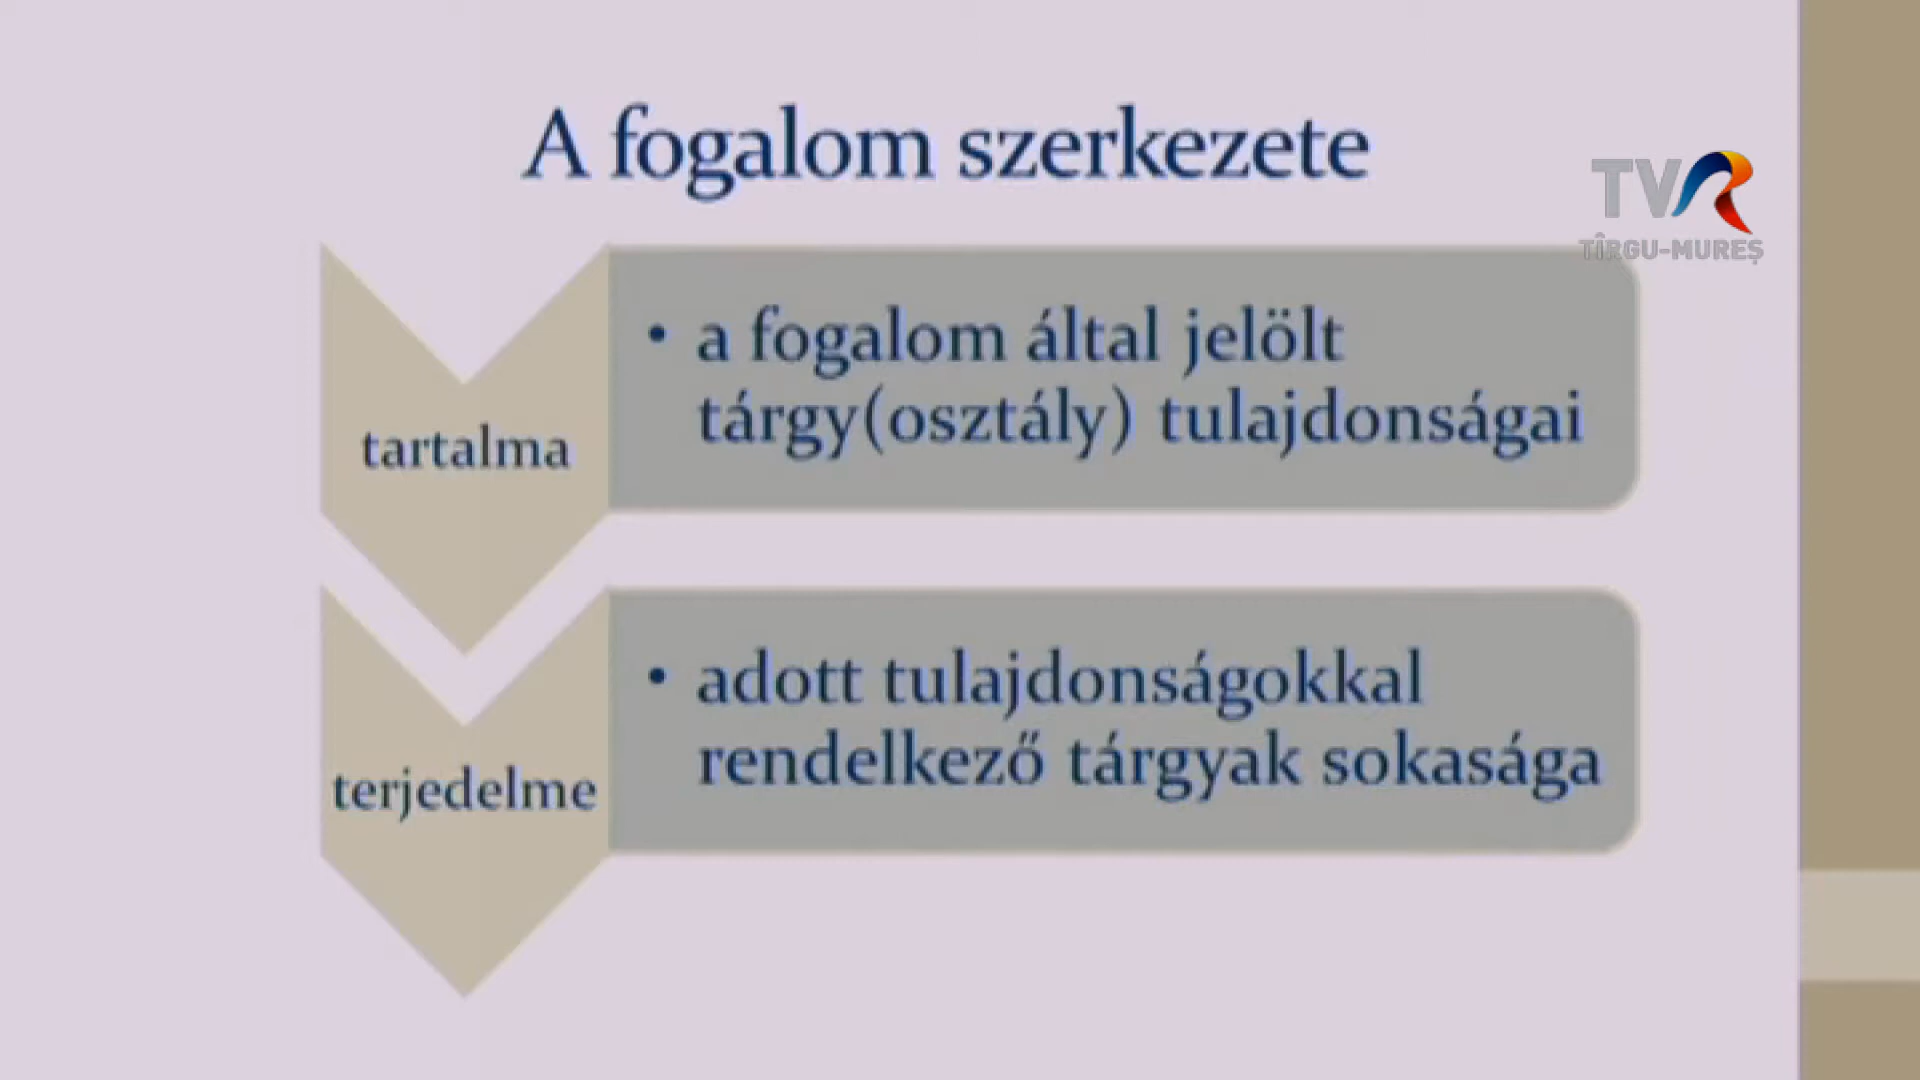 A fogalom szerkezete
TVR
TÎRGU-MUREȘ
tartalma
• a fogalom által jelölt
tárgy(osztály) tulajdonságai
terjedelme
• adott tulajdonságokkal
rendelkező tárgyak sokasága